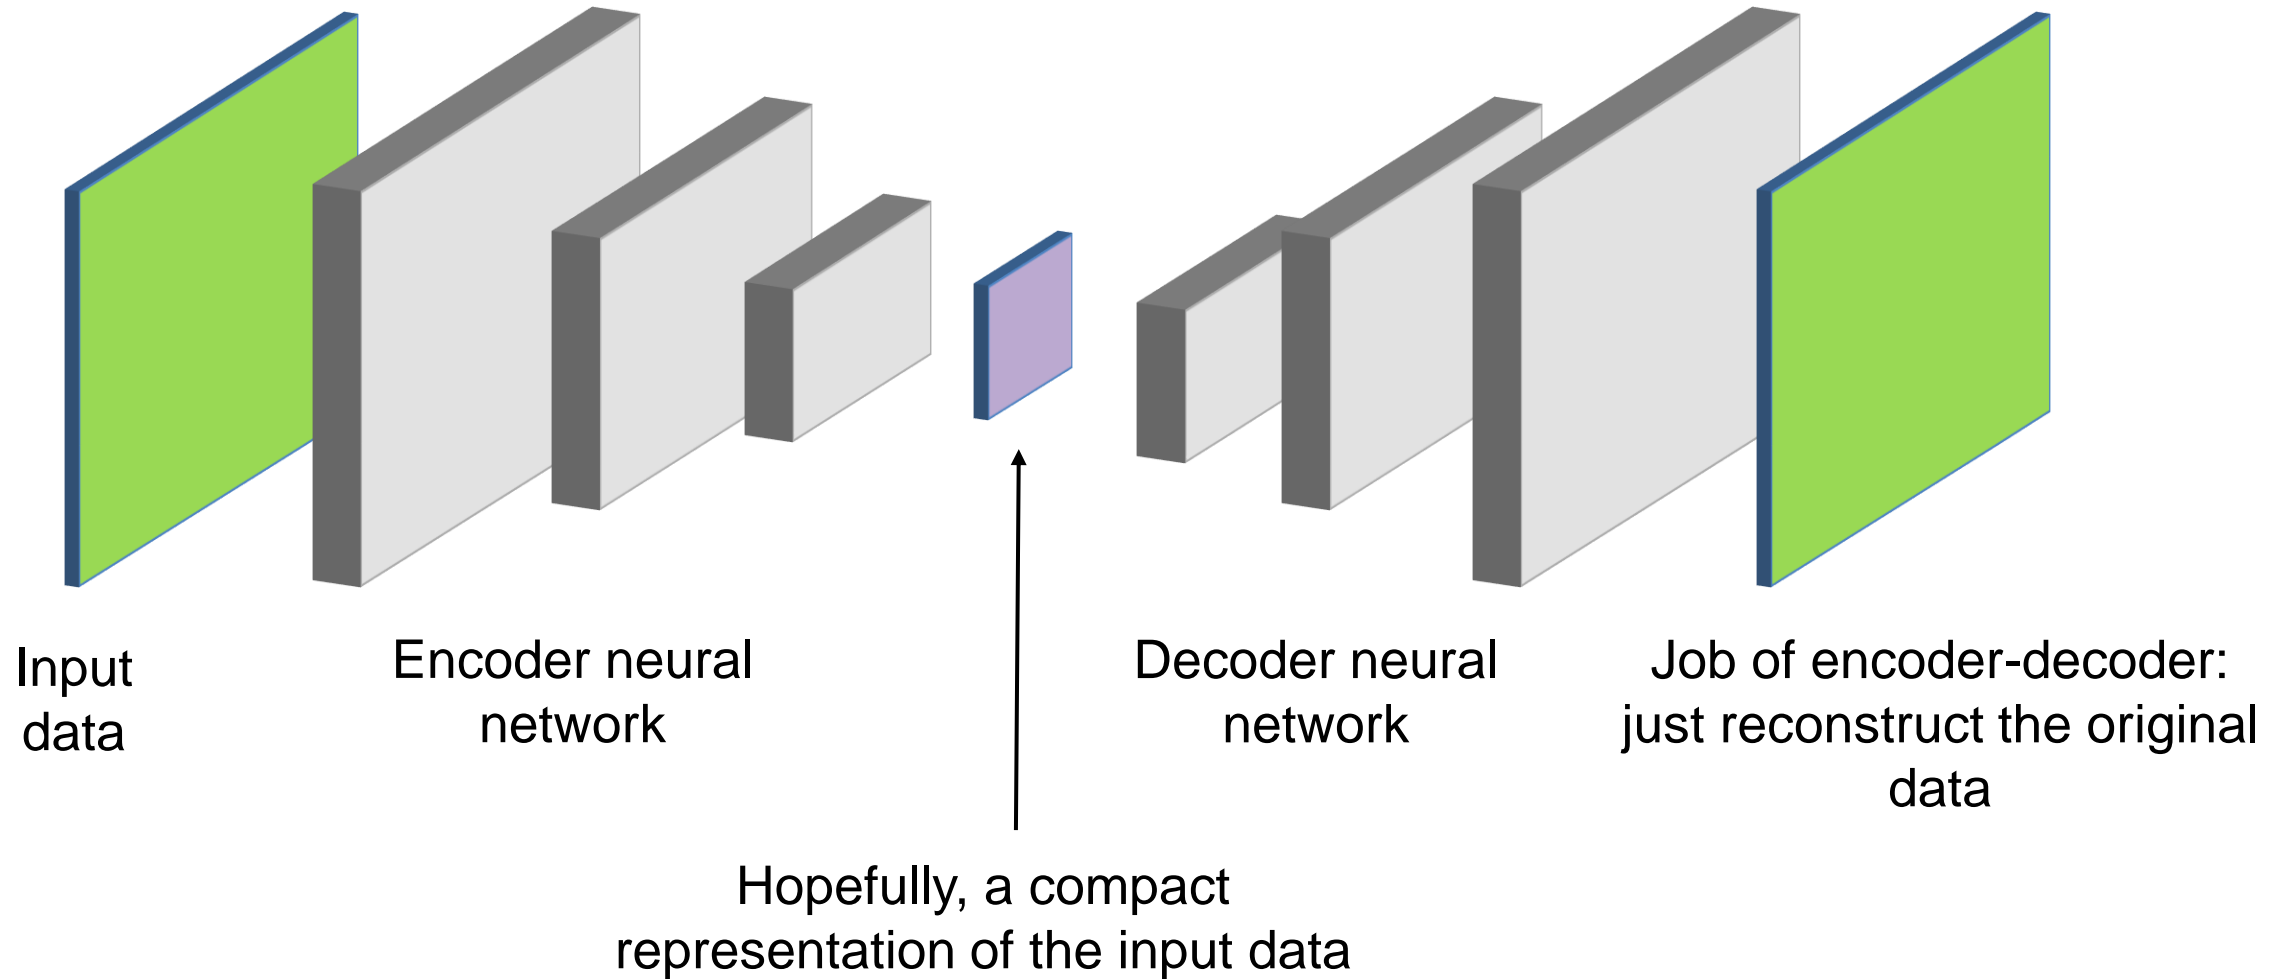 Input
data
Encoder neural
network
Decoder neural
network
Job of encoder-decoder:
just reconstruct the original
data
Hopefully, a compact
representation of the input data